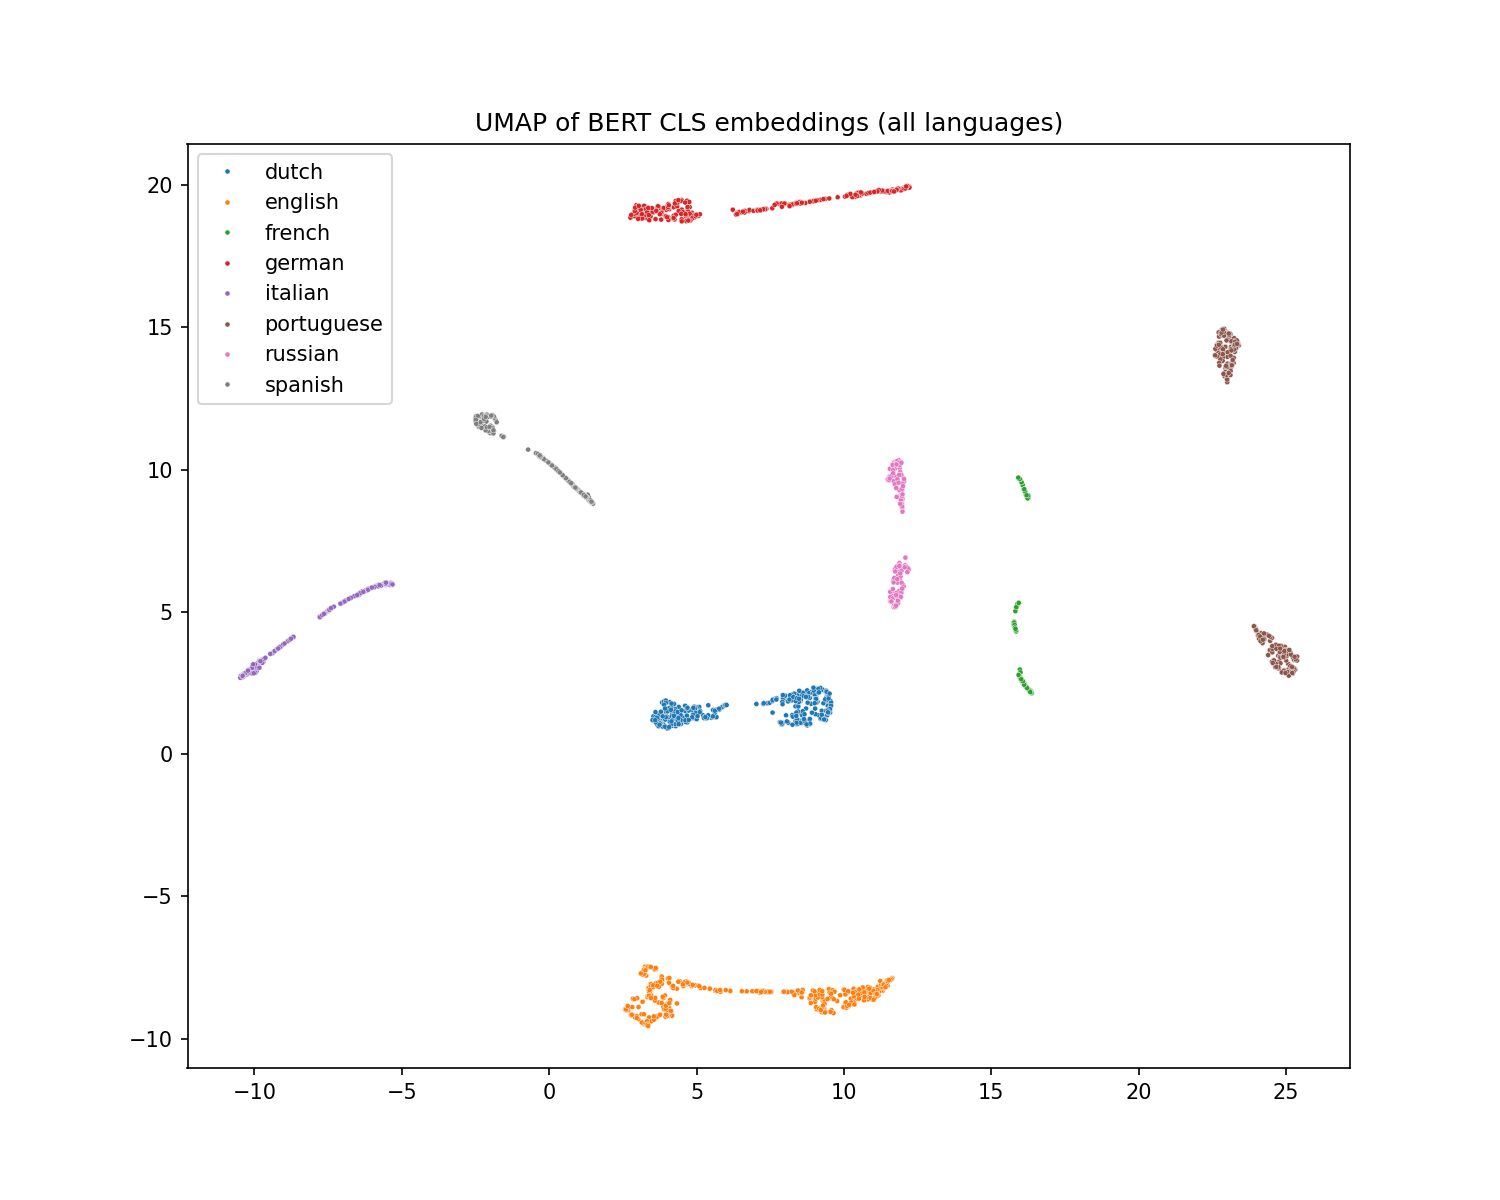 UMAP of BERT CLS embeddings (all languages)
dutch
english
french
german
italian
portuguese
russian
spanish
20
15
10
5
0
−5
−10
−10 −5 0 5 10 15 20 25